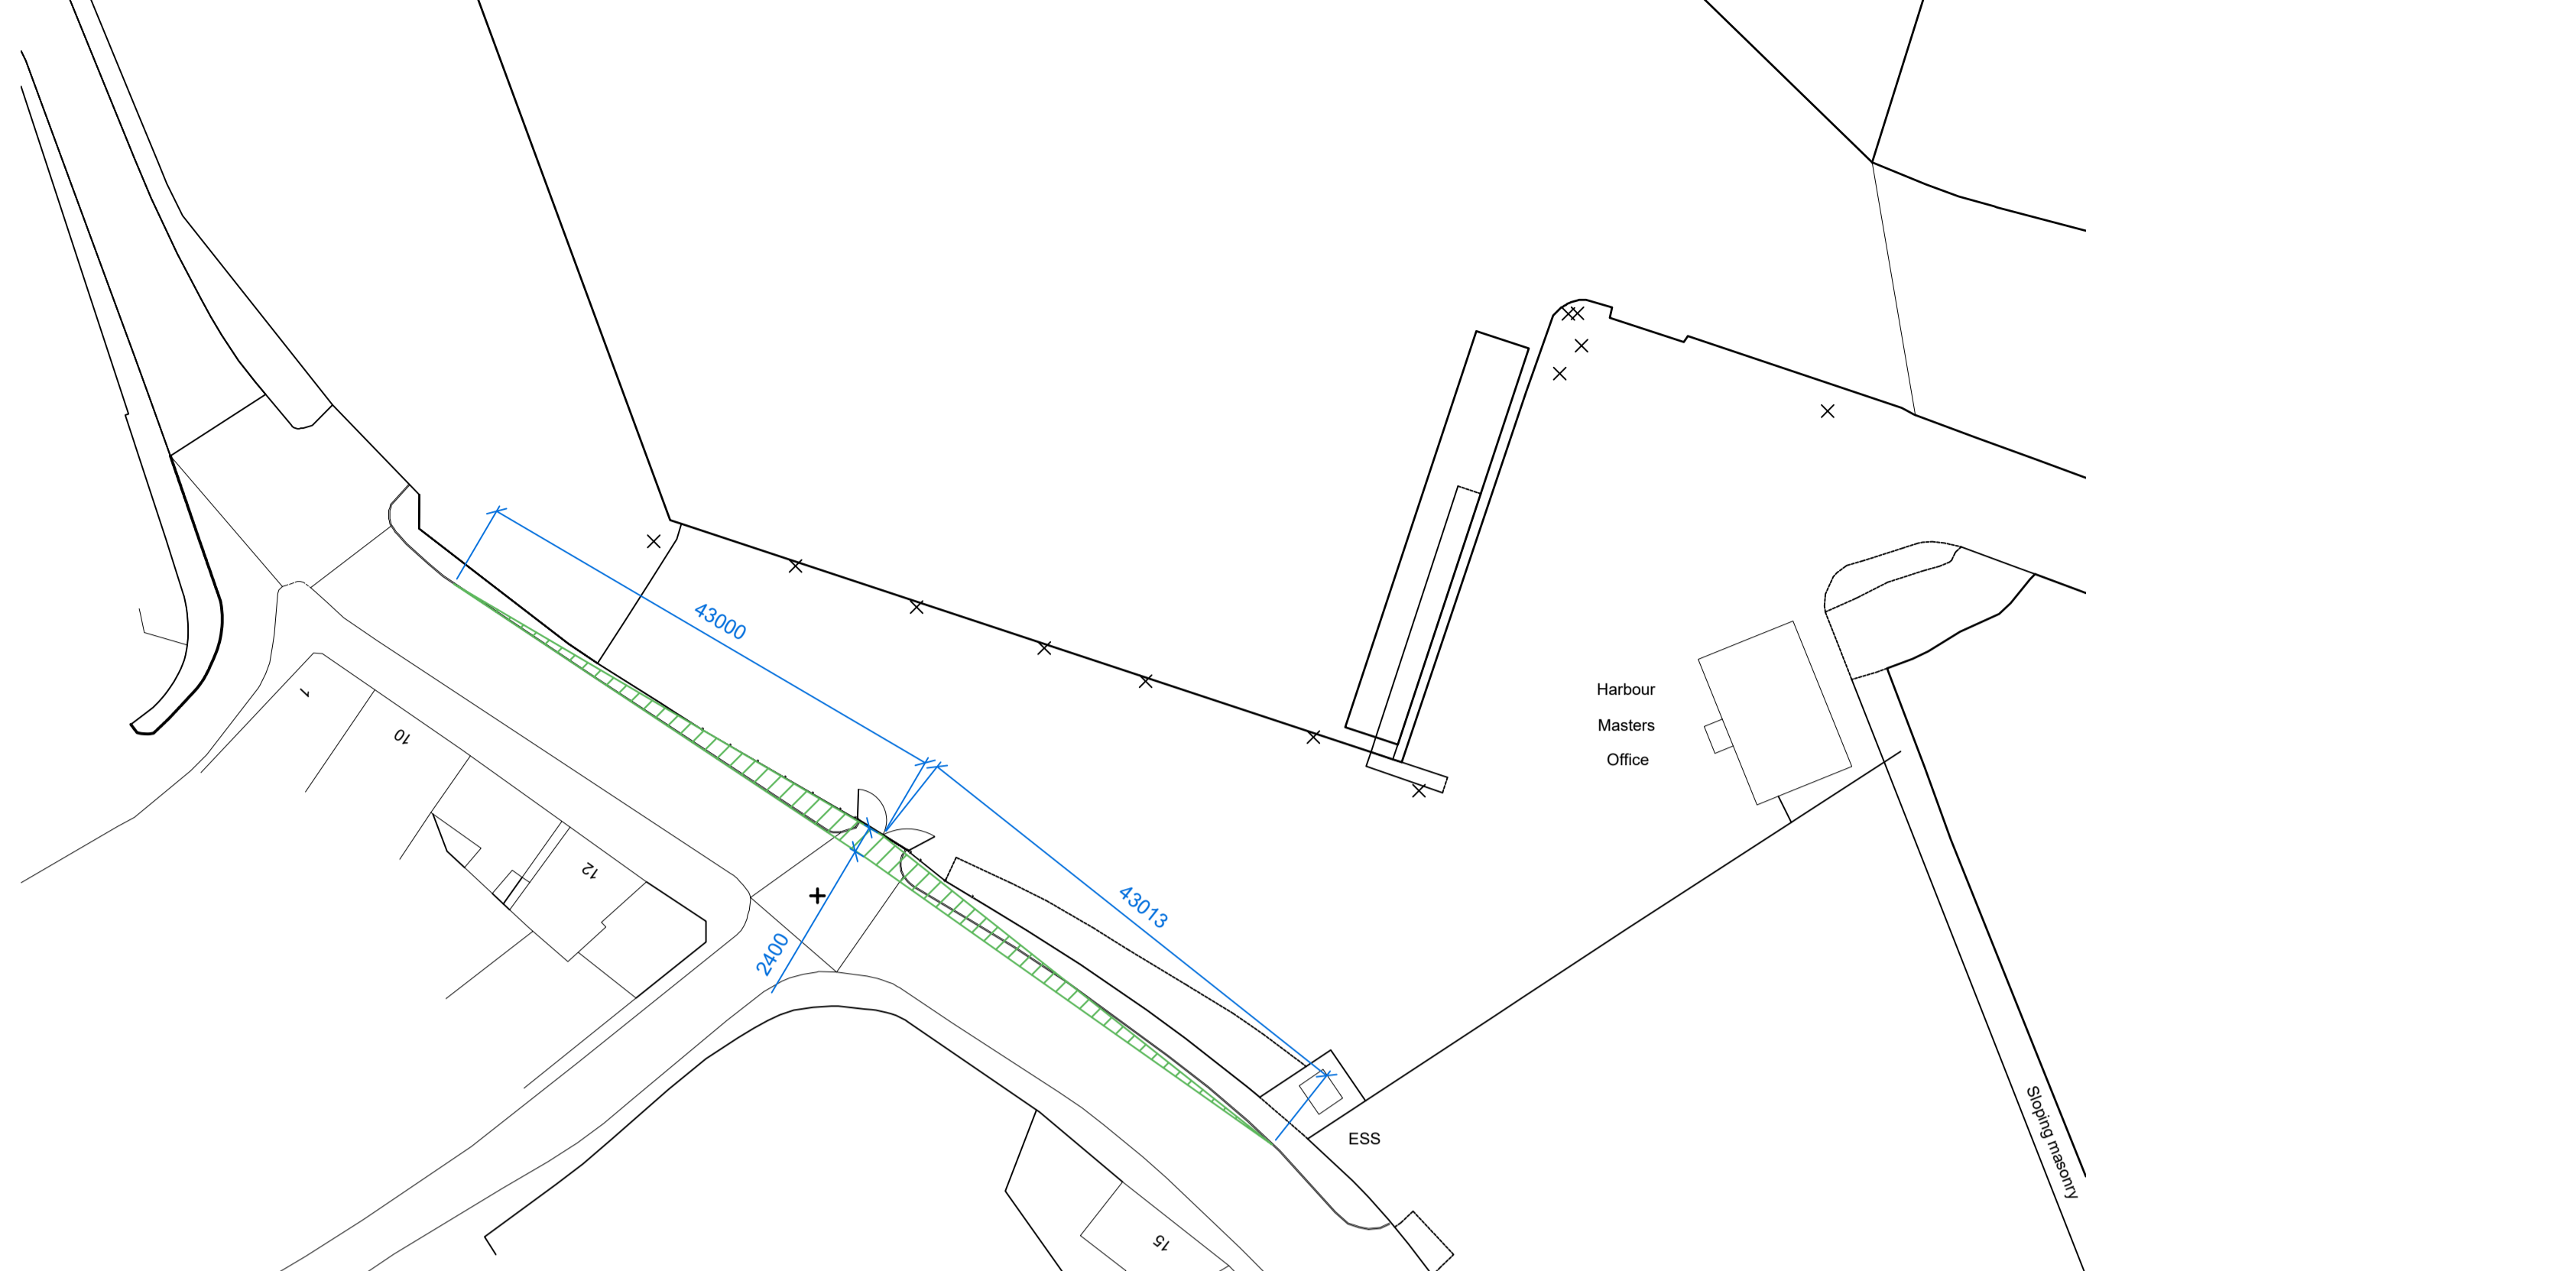 43000
Harbour
Masters
Office
1
10
12
43013
2400
ESS
Sloping masonry
15